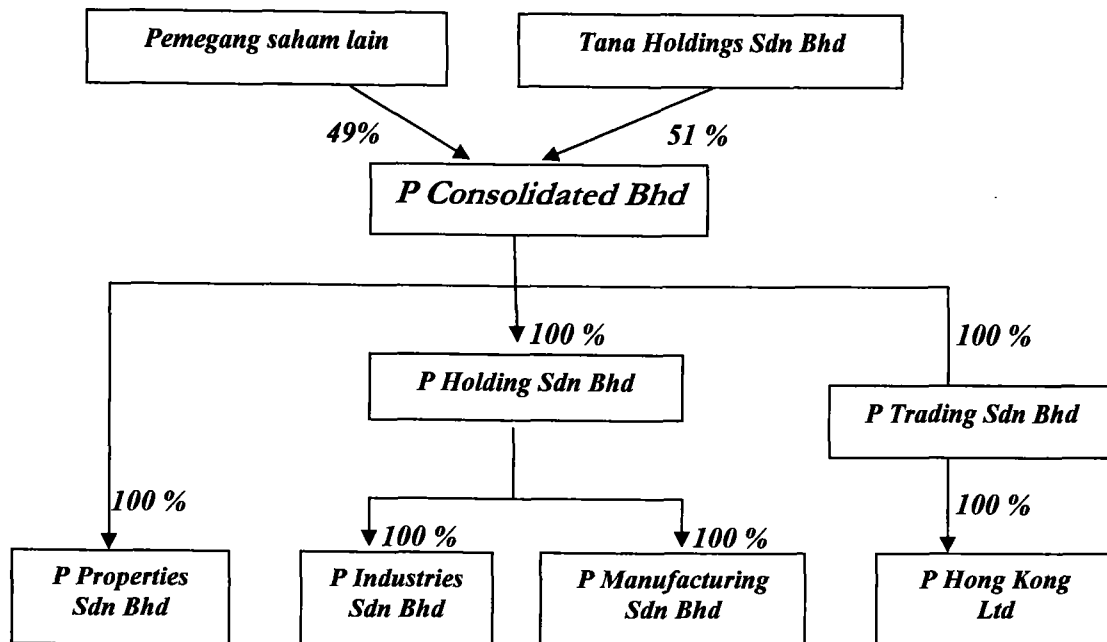 Pemegang saham lain
Tana Holdings Sdn Bhd
49%
51 %
P Consolidated Bhd
100 %
100 %
P Holding Sdn Bhd
P Trading Sdn Bhd
100 %
100 %
100 %
100 %
P Properties
Sdn Bhd
P Industries
Sdn Bhd
P Manufacturing
Sdn Bhd
P Hong Kong
Ltd